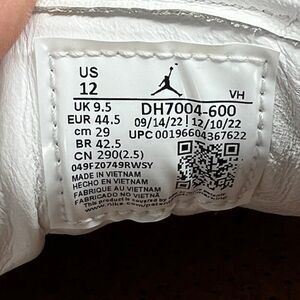 US
12
VH
UK 9.5
EUR 44.5
cm 29
BR 42.5
CN 290(2.5)
DH7004-600
09/14/22 12/10/22
UPC 00196604367622
049FZ0749RWSY
MADE IN VIETNAM
HECHO EN VIETNAM
FABRIQUÉ AU VIETNAM
FABRICADO NO VIETNÃ